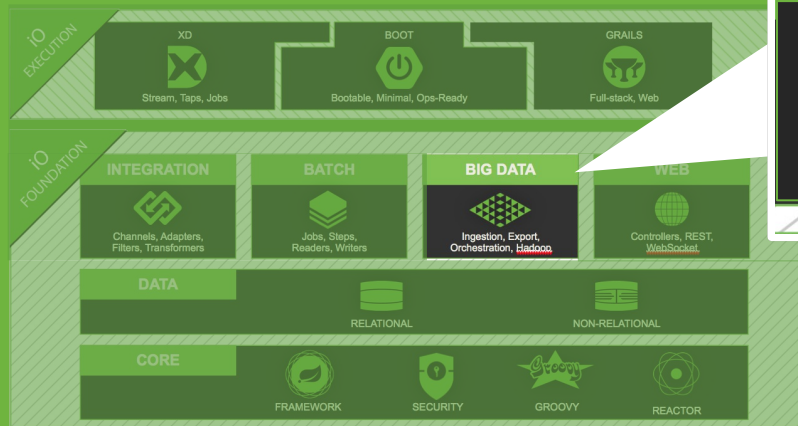 iO
EXECUTION
XD
Stream, Taps, Jobs
BOOT
Bootable, Minimal, Ops-Ready
GRAILS
Full-stack, Web
iO
FOUNDATION
INTEGRATION
Channels, Adapters,
Filters, Transformers
BATCH
Jobs, Steps,
Readers, Writers
BIG DATA
Ingestion, Export,
Orchestration, Hadoop
WEB
Controllers, REST,
WebSocket
DATA
RELATIONAL
NON-RELATIONAL
CORE
FRAMEWORK
SECURITY
Groovy
GROOVY
REACTOR